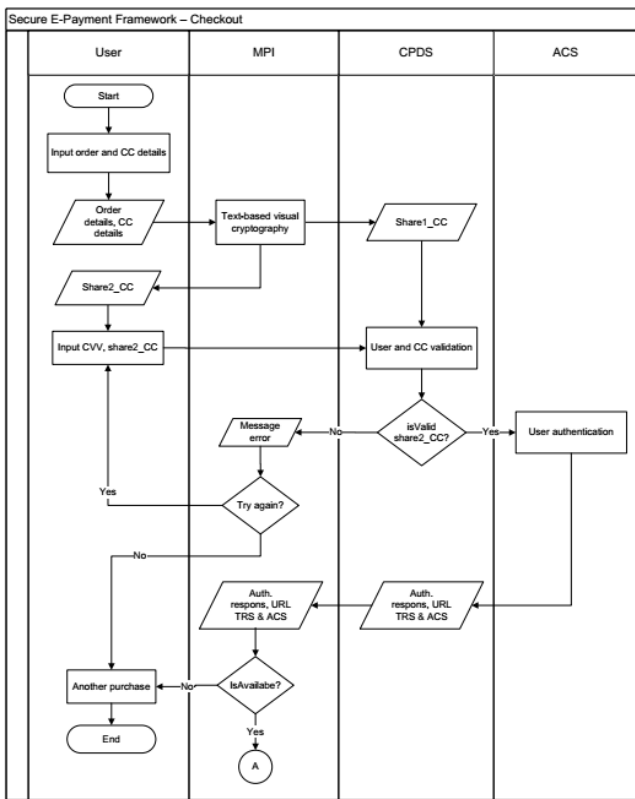 Secure E-Payment Framework – Checkout
User
MPI
CPDS
ACS
Start
Input order and CC details
Order
details, CC
details
Text-based visual
cryptography
Share1_CC
Share2_CC
Input CVV, share2_CC
User and CC validation
Message
error
No
isValid
share2_CC?
Yes
User authentication
Yes
Try again?
No
Auth.
respons, URL
TRS & ACS
Auth.
respons, URL
TRS & ACS
Another purchase
No
IsAvailabe?
End
Yes
A